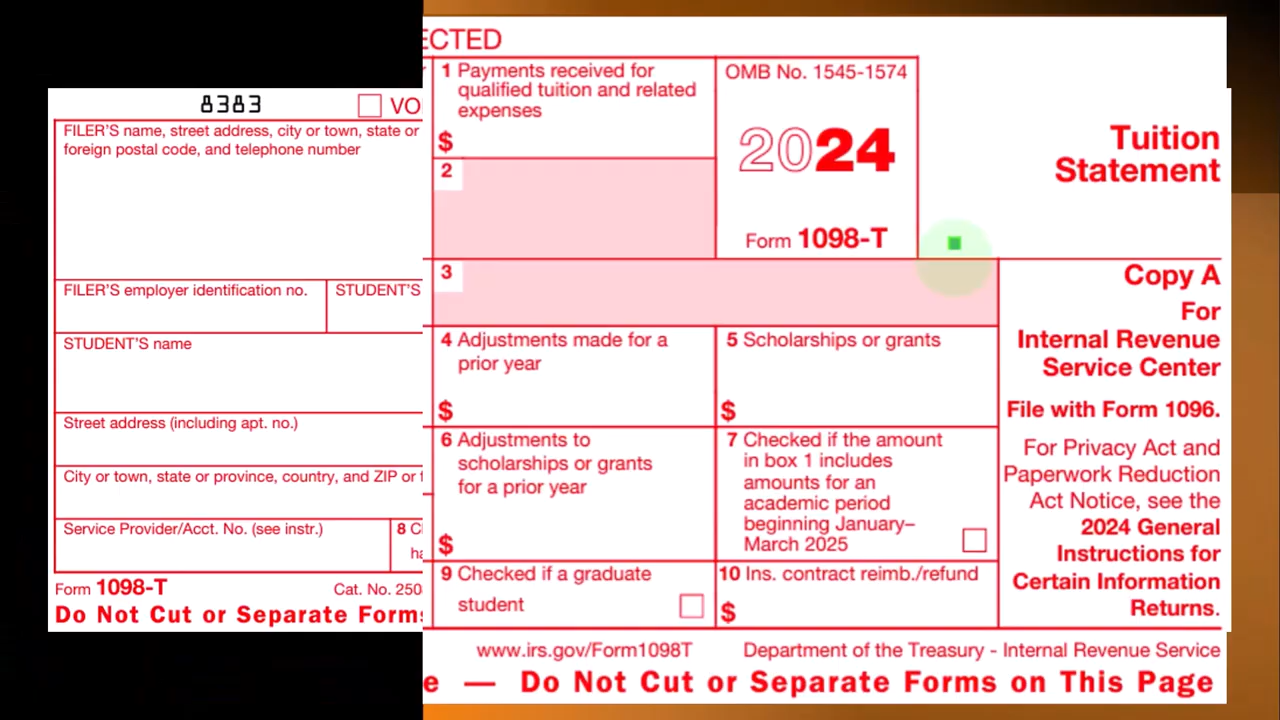 8383
VO
FILER'S name, street address, city or town, state or
foreign postal code, and telephone number
FILER'S employer identification no.
STUDENT'S
STUDENT'S name
Street address (including apt. no.)
City or town, state or province, country, and ZIP or
Service Provider/Acct. No. (see instr.)
8
Form 1098-T
Cat. No. 250
Do Not Cut or Separate Forms
ECTED
1 Payments received for
qualified tuition and related
expenses
$
2
OMB No. 1545-1574
2024
Form 1098-T
Tuition
Statement
3
4 Adjustments made for a
prior year
$
5 Scholarships or grants
$
6 Adjustments to
scholarships or grants
for a prior year
$
7 Checked if the amount
in box 1 includes
amounts for an
academic period
beginning January–
March 2025
9 Checked if a graduate
student
10 Ins. contract reimb./refund
$
Copy A
For
Internal Revenue
Service Center
File with Form 1096.
For Privacy Act and
Paperwork Reduction
Act Notice, see the
2024 General
Instructions for
Certain Information
Returns.
www.irs.gov/Form1098T
Department of the Treasury - Internal Revenue Service
e — Do Not Cut or Separate Forms on This Page